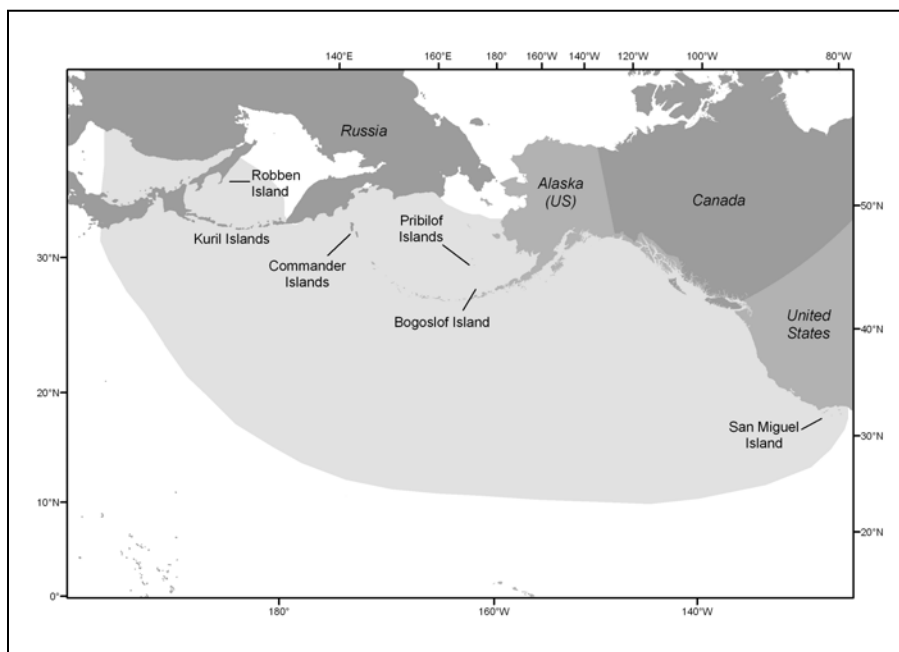 140°E 160°E 180° 160°W 140°W 120°W 100°W 80°W
Russia
Robben
Island
Alaska
(US)
Canada
50°N
Pribilof
Islands
Kuril Islands
30°N
Commander
Islands
Bogoslof Island
United
States
40°N
20°N
San Miguel
Island
30°N
10°N
20°N
0°
180° 160°W 140°W